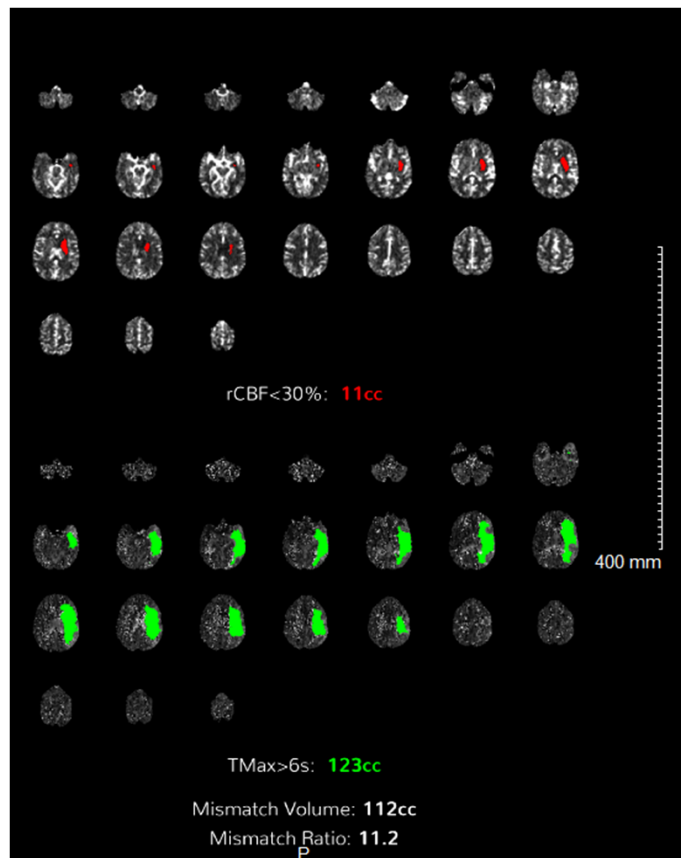 rCBF<30%: 11cc
400 mm
TMax>6s: 123cc
Mismatch Volume: 112cc
Mismatch Ratio: 11.2
P